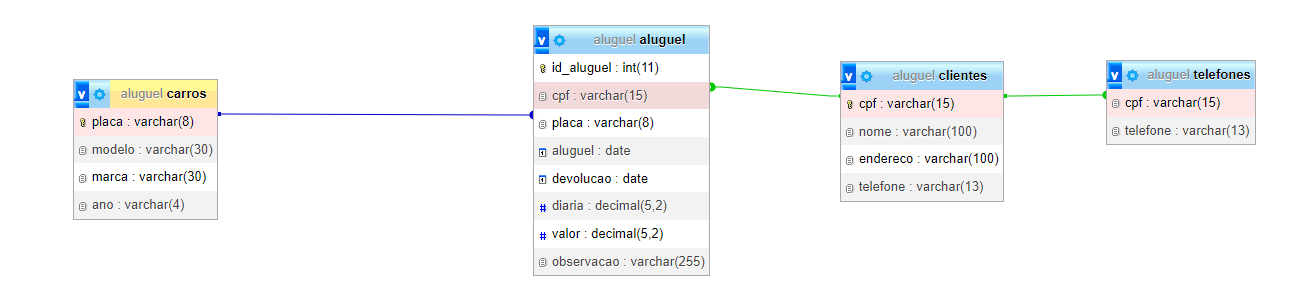 aluguel carros
placa : varchar(8)
modelo : varchar(30)
marca : varchar(30)
ano : varchar(4)
v aluguel aluguel
id_aluguel : int(11)
cpf : varchar(15)
placa : varchar(8)
aluguel : date
devolucao : date
# diaria : decimal(5,2)
# valor : decimal(5,2)
observacao : varchar(255)
v aluguel clientes
cpf : varchar(15)
nome : varchar(100)
endereco : varchar(100)
telefone : varchar(13)
v aluguel telefones
cpf : varchar(15)
telefone : varchar(13)